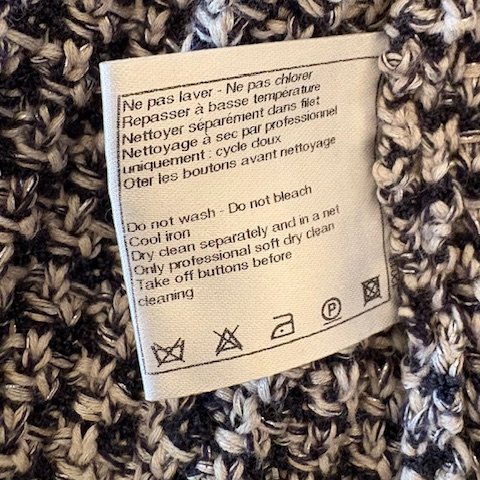 Ne pas laver - Ne pas chlorer
Repasser à basse température
Nettoyer séparément dans filet
Nettoyage à sec par professionnel
uniquement : cycle doux
Oter les boutons avant nettoyage
Do not wash - Do not bleach
Cool iron
Dry clean separately and in a net
Only professional soft dry clean
Take off buttons before
cleaning
P